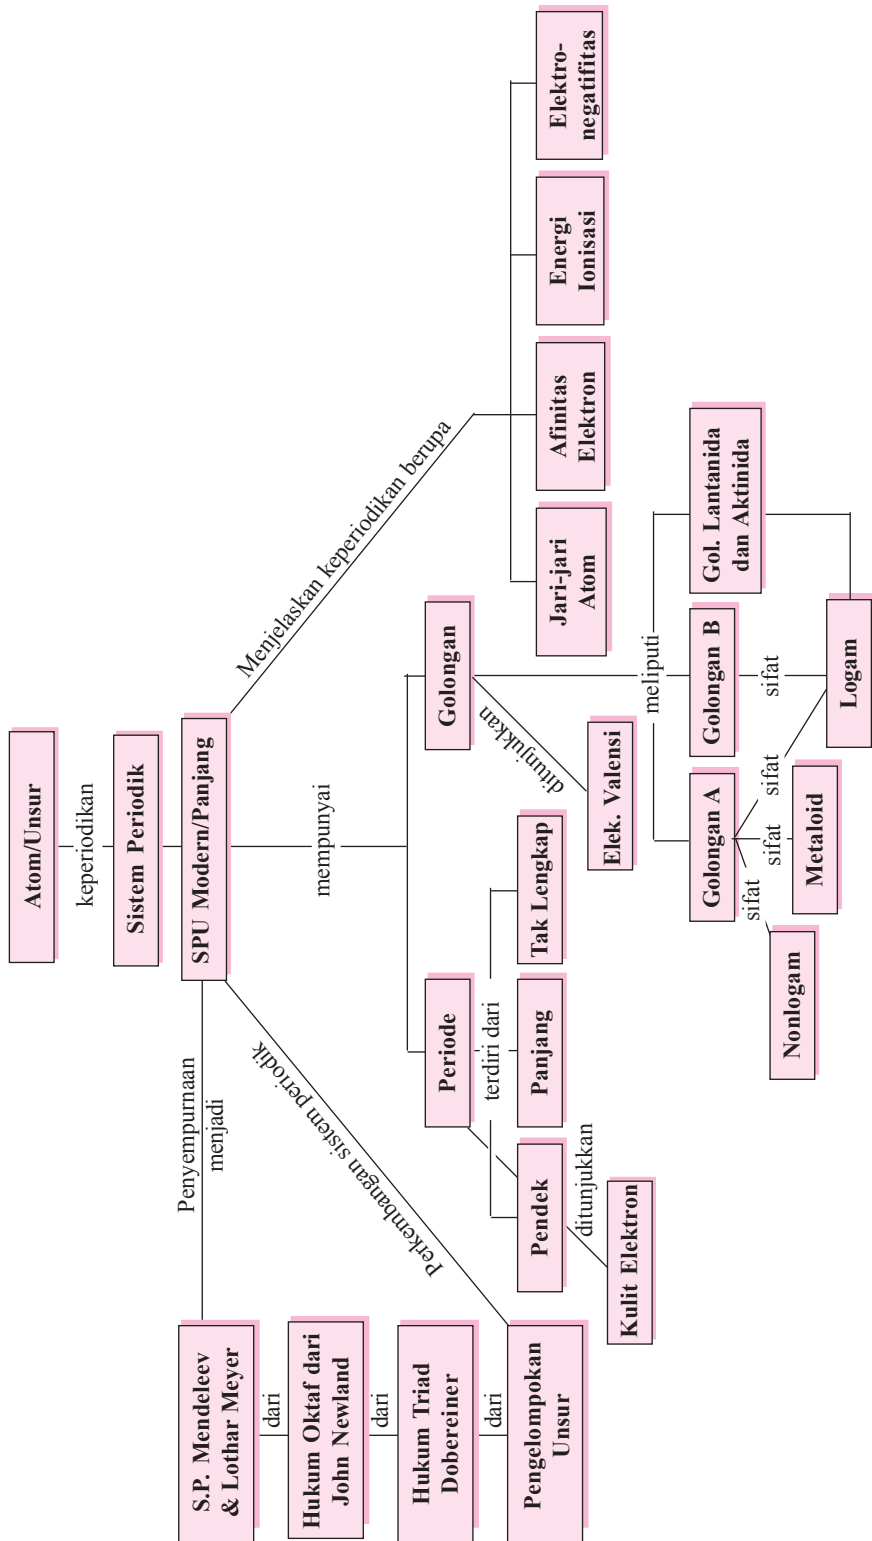 Atom/Unsur
keperiodikan
Sistem Periodik
SPU Modern/Panjang
Penyempurnaan
menjadi
Perkembangan sistem periodik
mempunyai
Menjelaskan keperiodikan berupa
S.P. Mendeleev
& Lothar Meyer
dari
Hukum Oktaf dari
John Newland
dari
Hukum Triad
Dobereiner
dari
Pengelompokan
Unsur
Periode
terdiri dari
Pendek
Panjang
Tak Lengkap
ditunjukkan
Kulit Elektron
Golongan
ditunjukkan
Elek. Valensi
meliputi
Golongan A
Golongan B
Gol. Lantanida
dan Aktinida
sifat
sifat
sifat
sifat
Nonlogam
Metaloid
Logam
Jari-jari
Atom
Afinitas
Elektron
Energi
Ionisasi
Elektro-
negatifitas